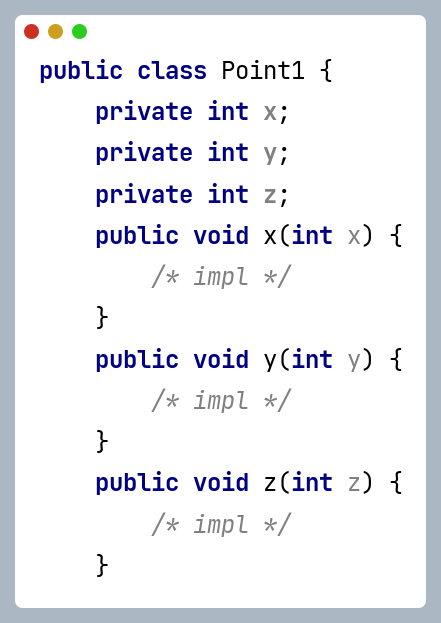 public class Point1 {
    private int x;
    private int y;
    private int z;
    public void x(int x) {
        /* impl */
    }
    public void y(int y) {
        /* impl */
    }
    public void z(int z) {
        /* impl */
    }